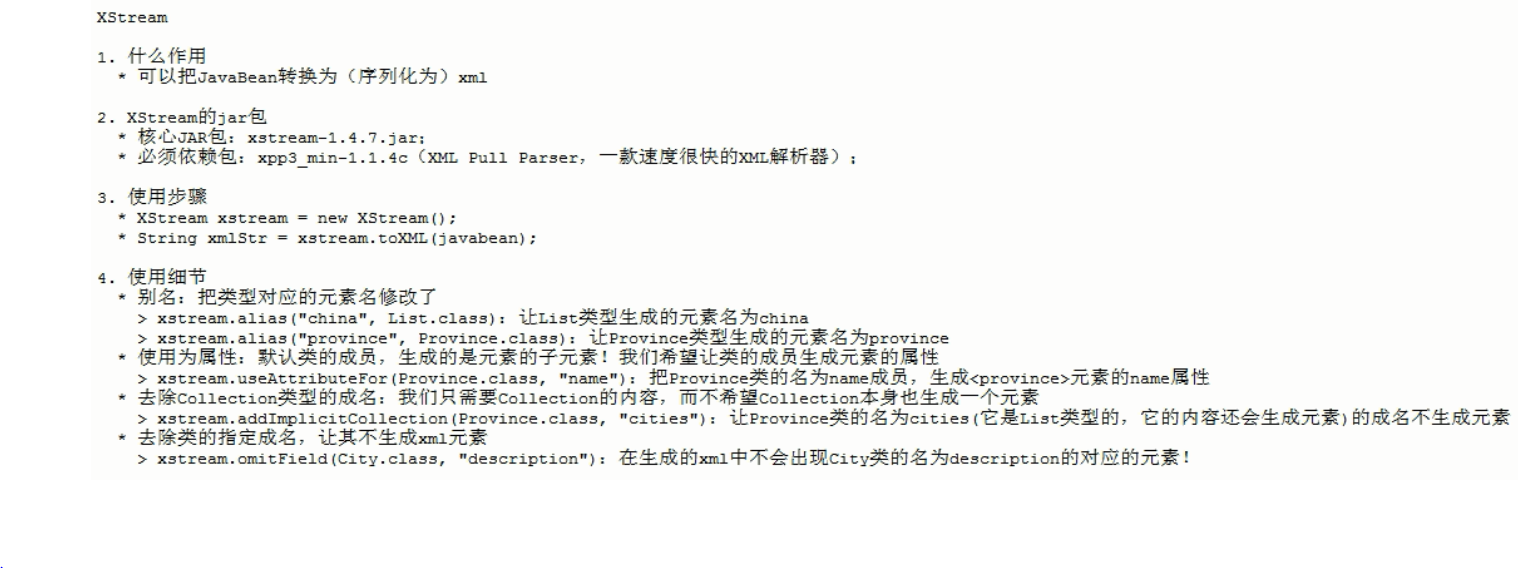 XStream
1. 什么作用
* 可以把JavaBean转换为（序列化为）xml
2. XStream的jar包
* 核心JAR包：xstream-1.4.7.jar；
* 必须依赖包：xpp3_min-1.1.4c（XML Pull Parser，一款速度很快的XML解析器）；
3. 使用步骤
* XStream xstream = new XStream();
* String xmlStr = xstream.toXML(javabean);
4. 使用细节
* 别名：把类型对应的元素名修改了
> xstream.alias("china", List.class)：让List类型生成的元素名为china
> xstream.alias("province", Province.class)：让Province类型生成的元素名为province
* 使用为属性：默认类的成员，生成的是元素的子元素！我们希望让类的成员生成元素的属性
> xstream.useAttributeFor(Province.class, "name")：把Province类的名为name成员，生成<province>元素的name属性
* 去除Collection类型的成名：我们只需要Collection的内容，而不希望Collection本身也生成一个元素
> xstream.addImplicitCollection(Province.class, "cities")：让Province类的名为cities(它是List类型的，它的内容还会生成元素)的成名不生成元素
* 去除类的指定成名，让其不生成xml元素
> xstream.omitField(City.class, "description")：在生成的xml中不会出现City类的名为description的对应的元素！